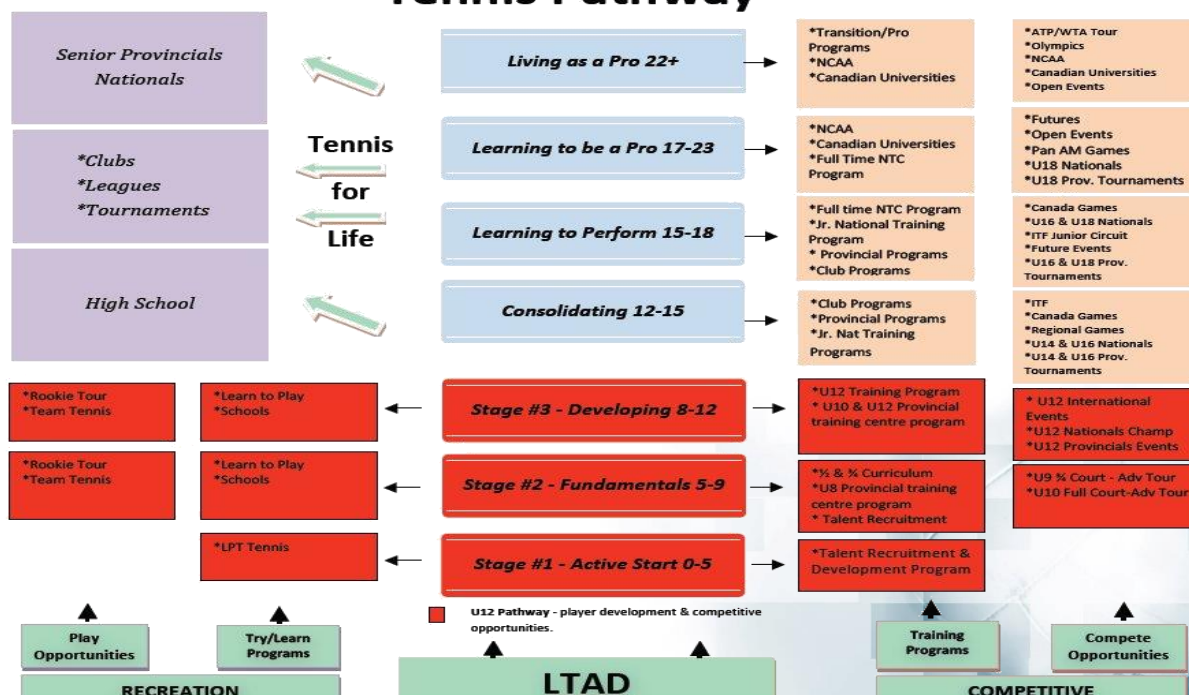 Tennis Pathway
Senior Provincials
Nationals
Living as a Pro 22+
*Transition/Pro
Programs
*NCAA
*Canadian Universities
*ATP/WTA Tour
*Olympics
*NCAA
*Canadian Universities
*Open Events
*Clubs
*Leagues
*Tournaments
Tennis
for
Life
Learning to be a Pro 17-23
*NCAA
*Canadian Universities
*Full Time NTC
Program
*Futures
*Open Events
*Pan AM Games
*U18 Nationals
*U18 Prov. Tournaments
Learning to Perform 15-18
*Full time NTC Program
*Jr. National Training
Program
* Provincial Programs
*Club Programs
*Canada Games
*U16 & U18 Nationals
*ITF Junior Circuit
*Future Events
*U16 & U18 Prov.
Tournaments
High School
Consolidating 12-15
*Club Programs
*Provincial Programs
*Jr. Nat Training
Programs
*ITF
*Canada Games
*Regional Games
*U14 & U16 Nationals
*U14 & U16 Prov.
Tournaments
*Rookie Tour
*Team Tennis
*Learn to Play
*Schools
Stage #3 - Developing 8-12
*U12 Training Program
* U10 & U12 Provincial
training centre program
* U12 International
Events
*U12 Nationals Champ
*U12 Provincials Events
*Rookie Tour
*Team Tennis
*Learn to Play
*Schools
Stage #2 - Fundamentals 5-9
*½ & ¾ Curriculum
*U8 Provincial training
centre program
* Talent Recruitment
*U9 ¾ Court - Adv Tour
*U10 Full Court-Adv Tour
*LPT Tennis
Stage #1 - Active Start 0-5
*Talent Recruitment &
Development Program
U12 Pathway - player development & competitive
opportunities.
Play
Opportunities
Try/Learn
Programs
Training
Programs
Compete
Opportunities
RECREATION
LTAD
COMPETITIVE